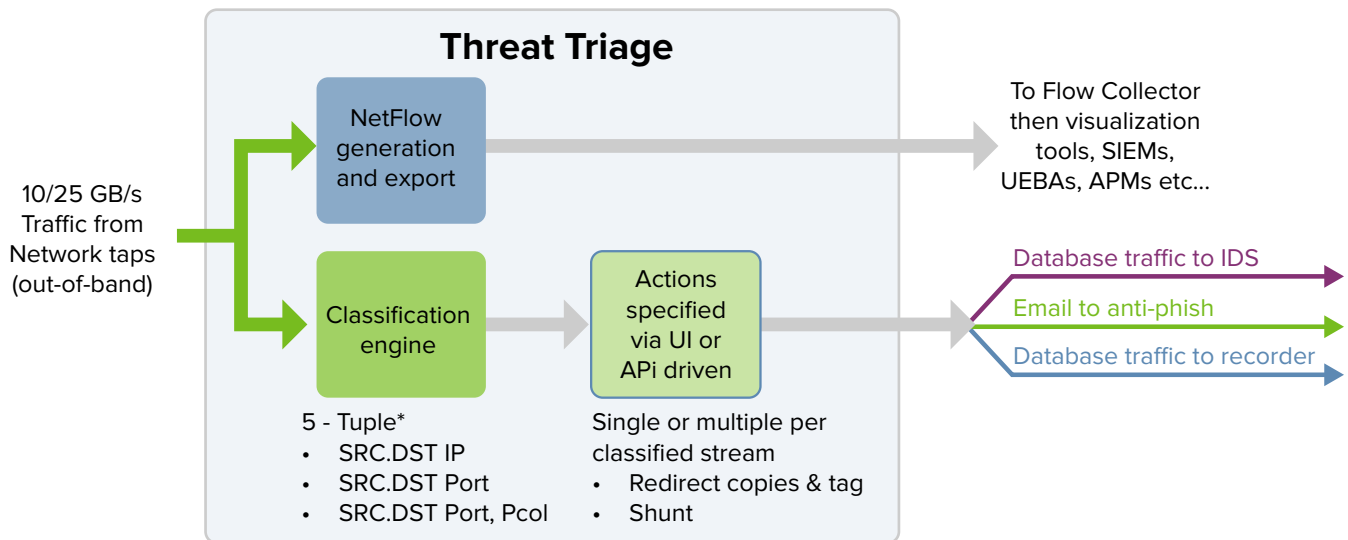 Threat Triage
10/25 GB/s
Traffic from
Network taps
(out-of-band)
NetFlow
generation
and export
To Flow Collector
then visualization
tools, SIEMs,
UEBAs, APMs etc...
Classification
engine
Actions
specified
via UI or
APi driven
Database traffic to IDS
Email to anti-phish
Database traffic to recorder
5 - Tuple*
• SRC.DST IP
• SRC.DST Port
• SRC.DST Port, Pcol
Single or multiple per
classified stream
• Redirect copies & tag
• Shunt